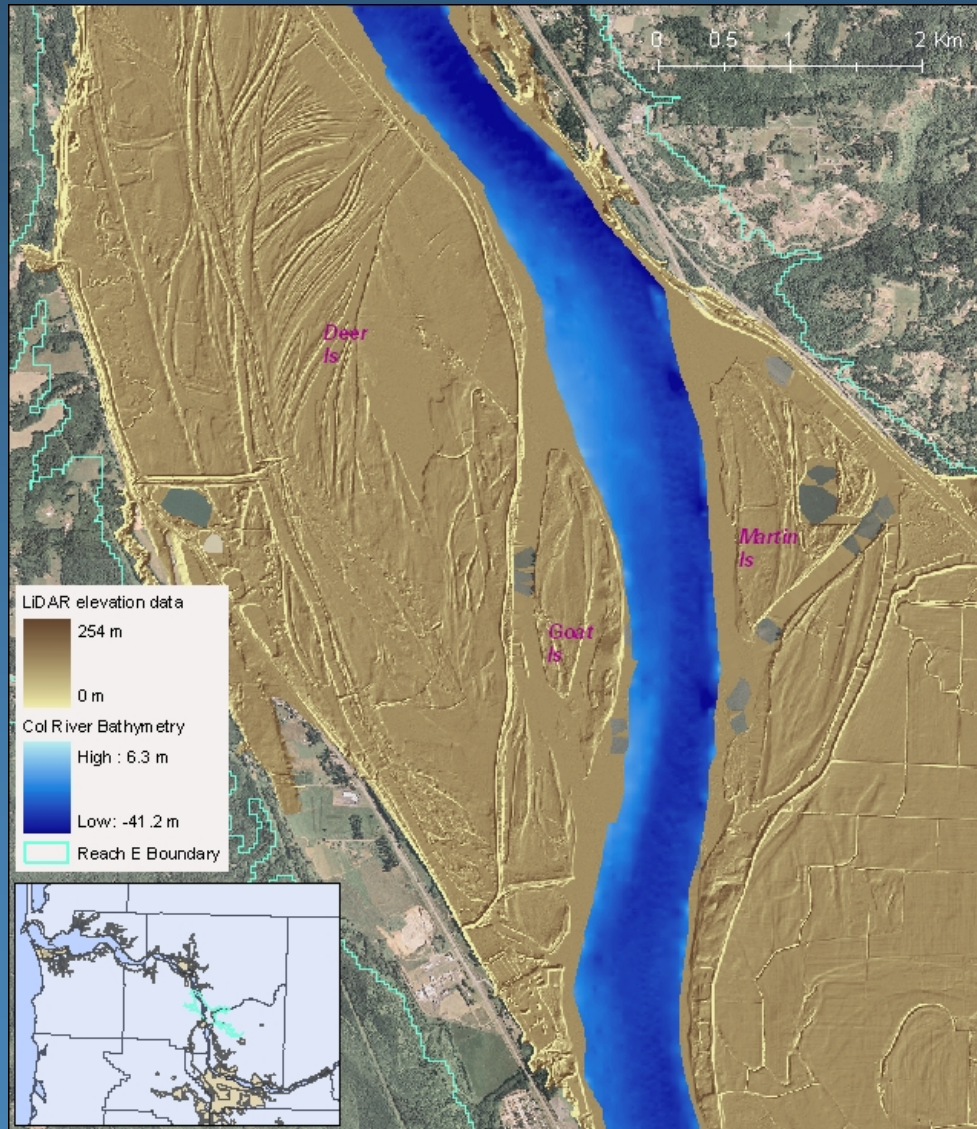 0 0.5 1 2 Km
Deer
Is
Martin
Is
Goat
Is
LiDAR elevation data
254 m
0 m
Col River Bathymetry
High : 6.3 m
Low: -41.2 m
Reach E Boundary